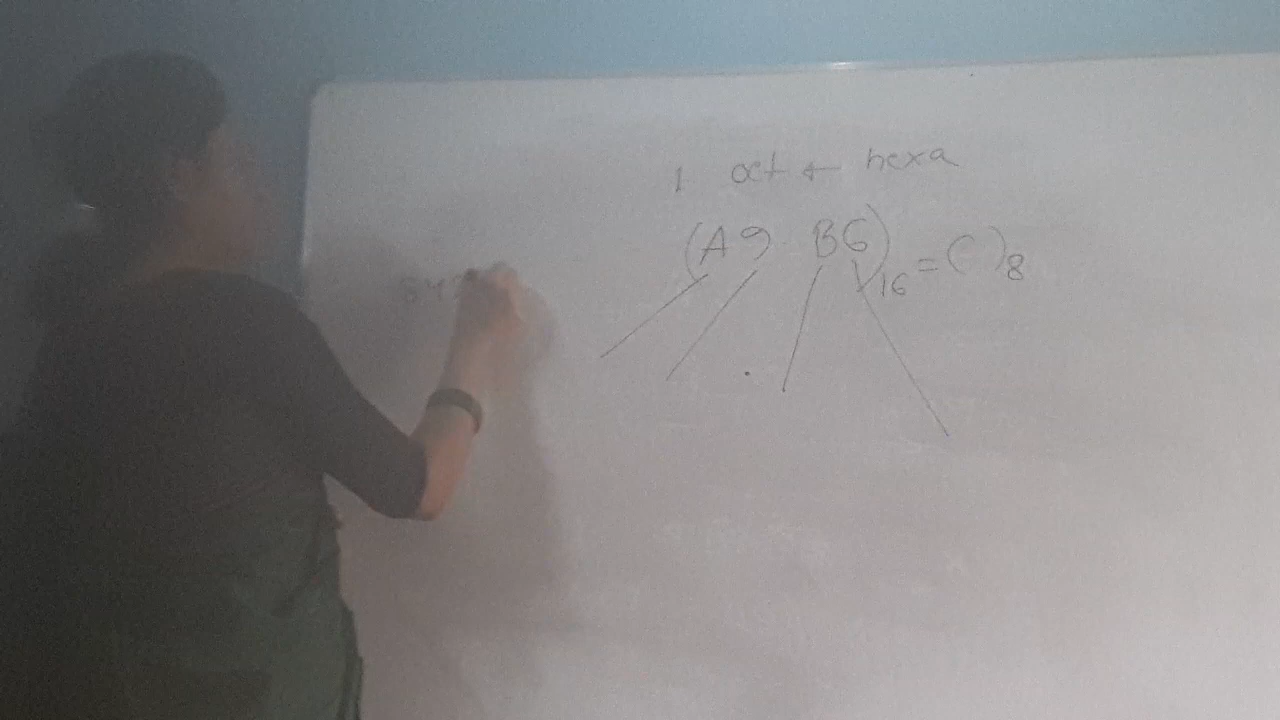 1 oct ← hexa
(A9. B6)16 = ( )8